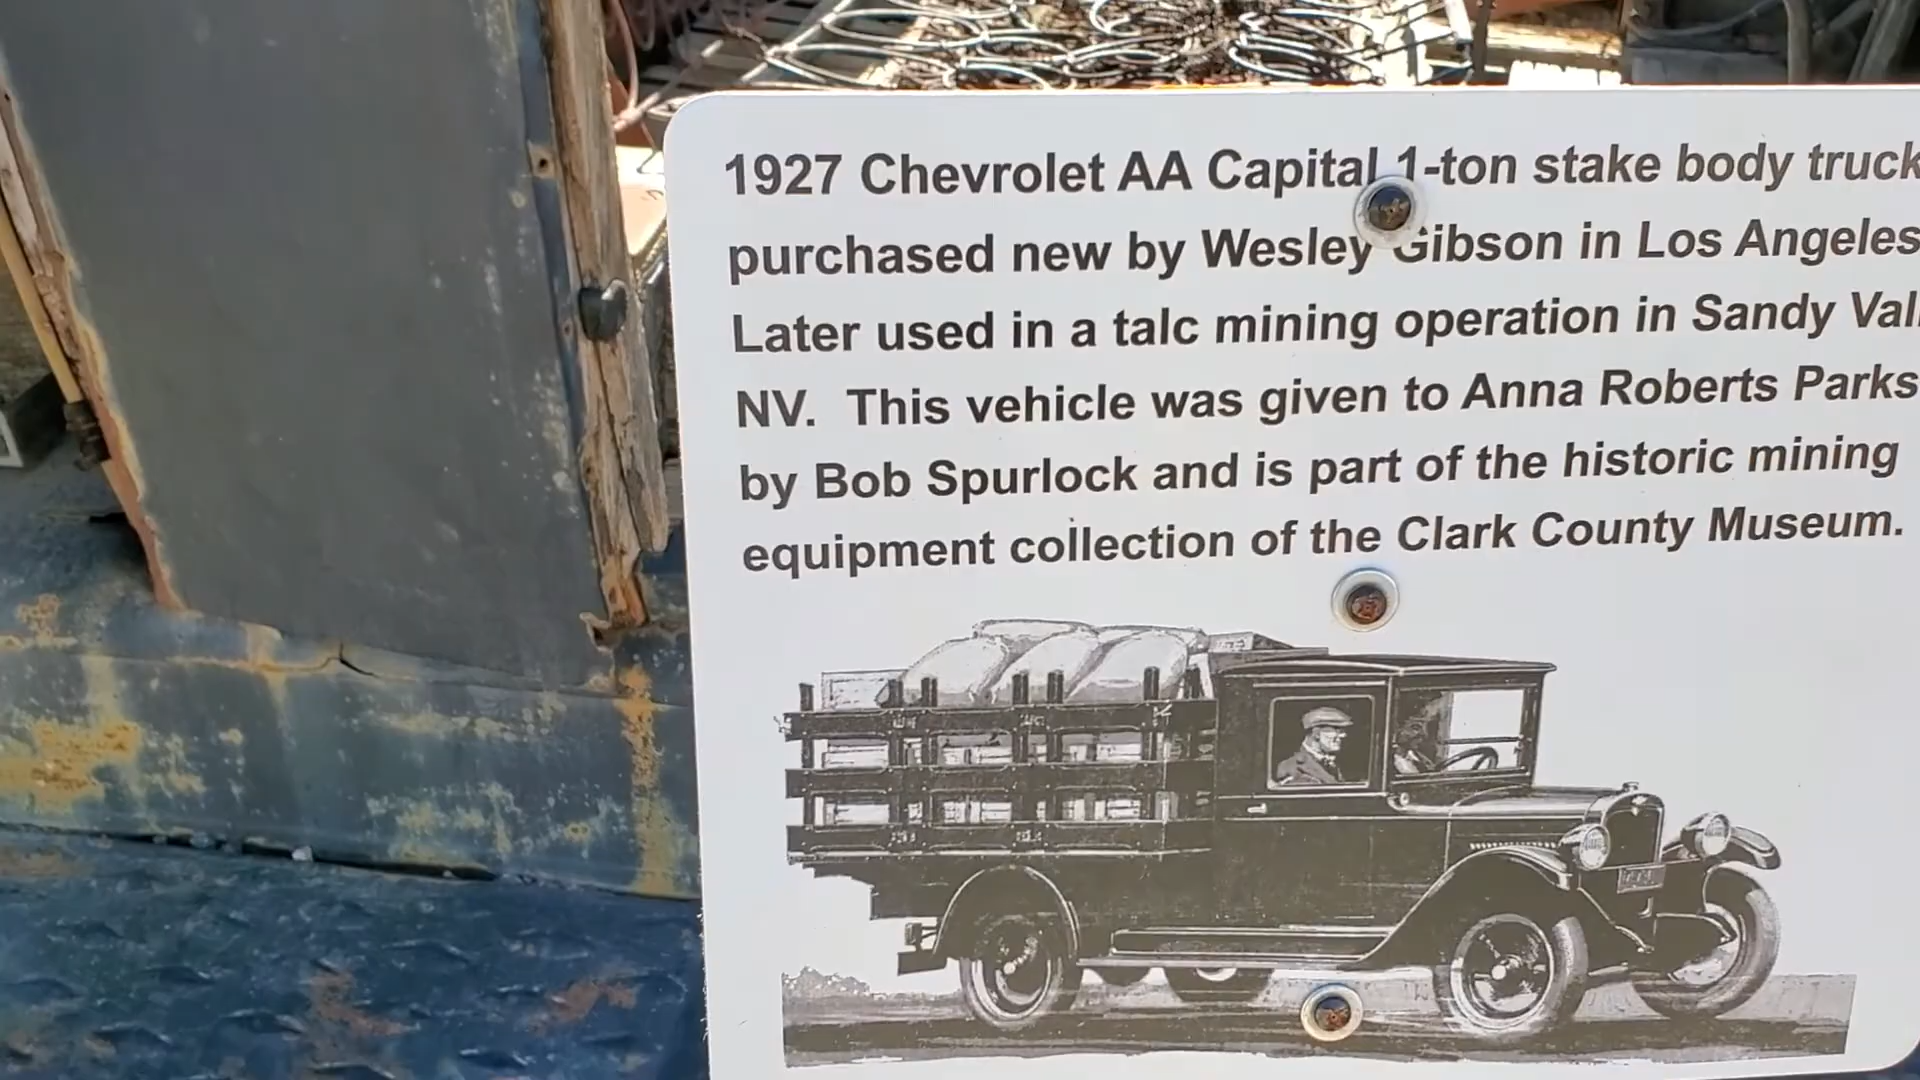 1927 Chevrolet AA Capital 1-ton stake body truck
purchased new by Wesley Gibson in Los Angeles
Later used in a talc mining operation in Sandy
NV. This vehicle was given to Anna Roberts Parks
by Bob Spurlock and is part of the historic mining
equipment collection of the Clark County Museum.